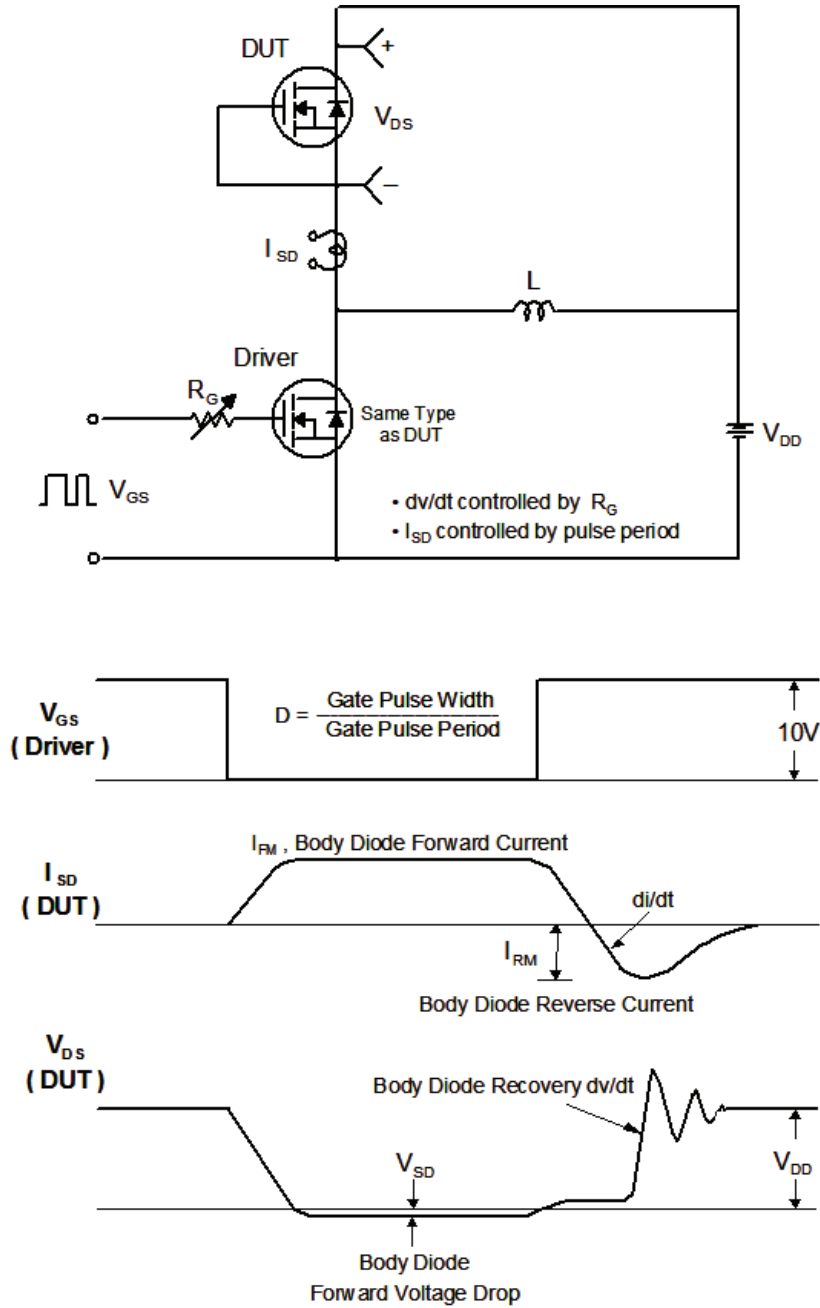 DUT
+
V_DS
–
I_SD
L
Driver
R_G
Same Type
as DUT
V_DD
V_GS
• dv/dt controlled by R_G
• I_SD controlled by pulse period
V_GS
( Driver )
D = Gate Pulse Width
Gate Pulse Period
10V
I_FM , Body Diode Forward Current
I_SD
( DUT )
di/dt
I_RM
Body Diode Reverse Current
V_DS
( DUT )
Body Diode Recovery dv/dt
V_SD
V_DD
Body Diode
Forward Voltage Drop